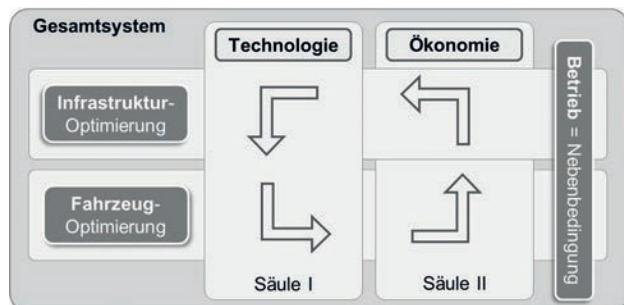 Gesamtsystem
Technologie
Ökonomie
Infrastruktur-
Optimierung
Fahrzeug-
Optimierung
Säule I
Säule II
Betrieb = Nebenbedingung